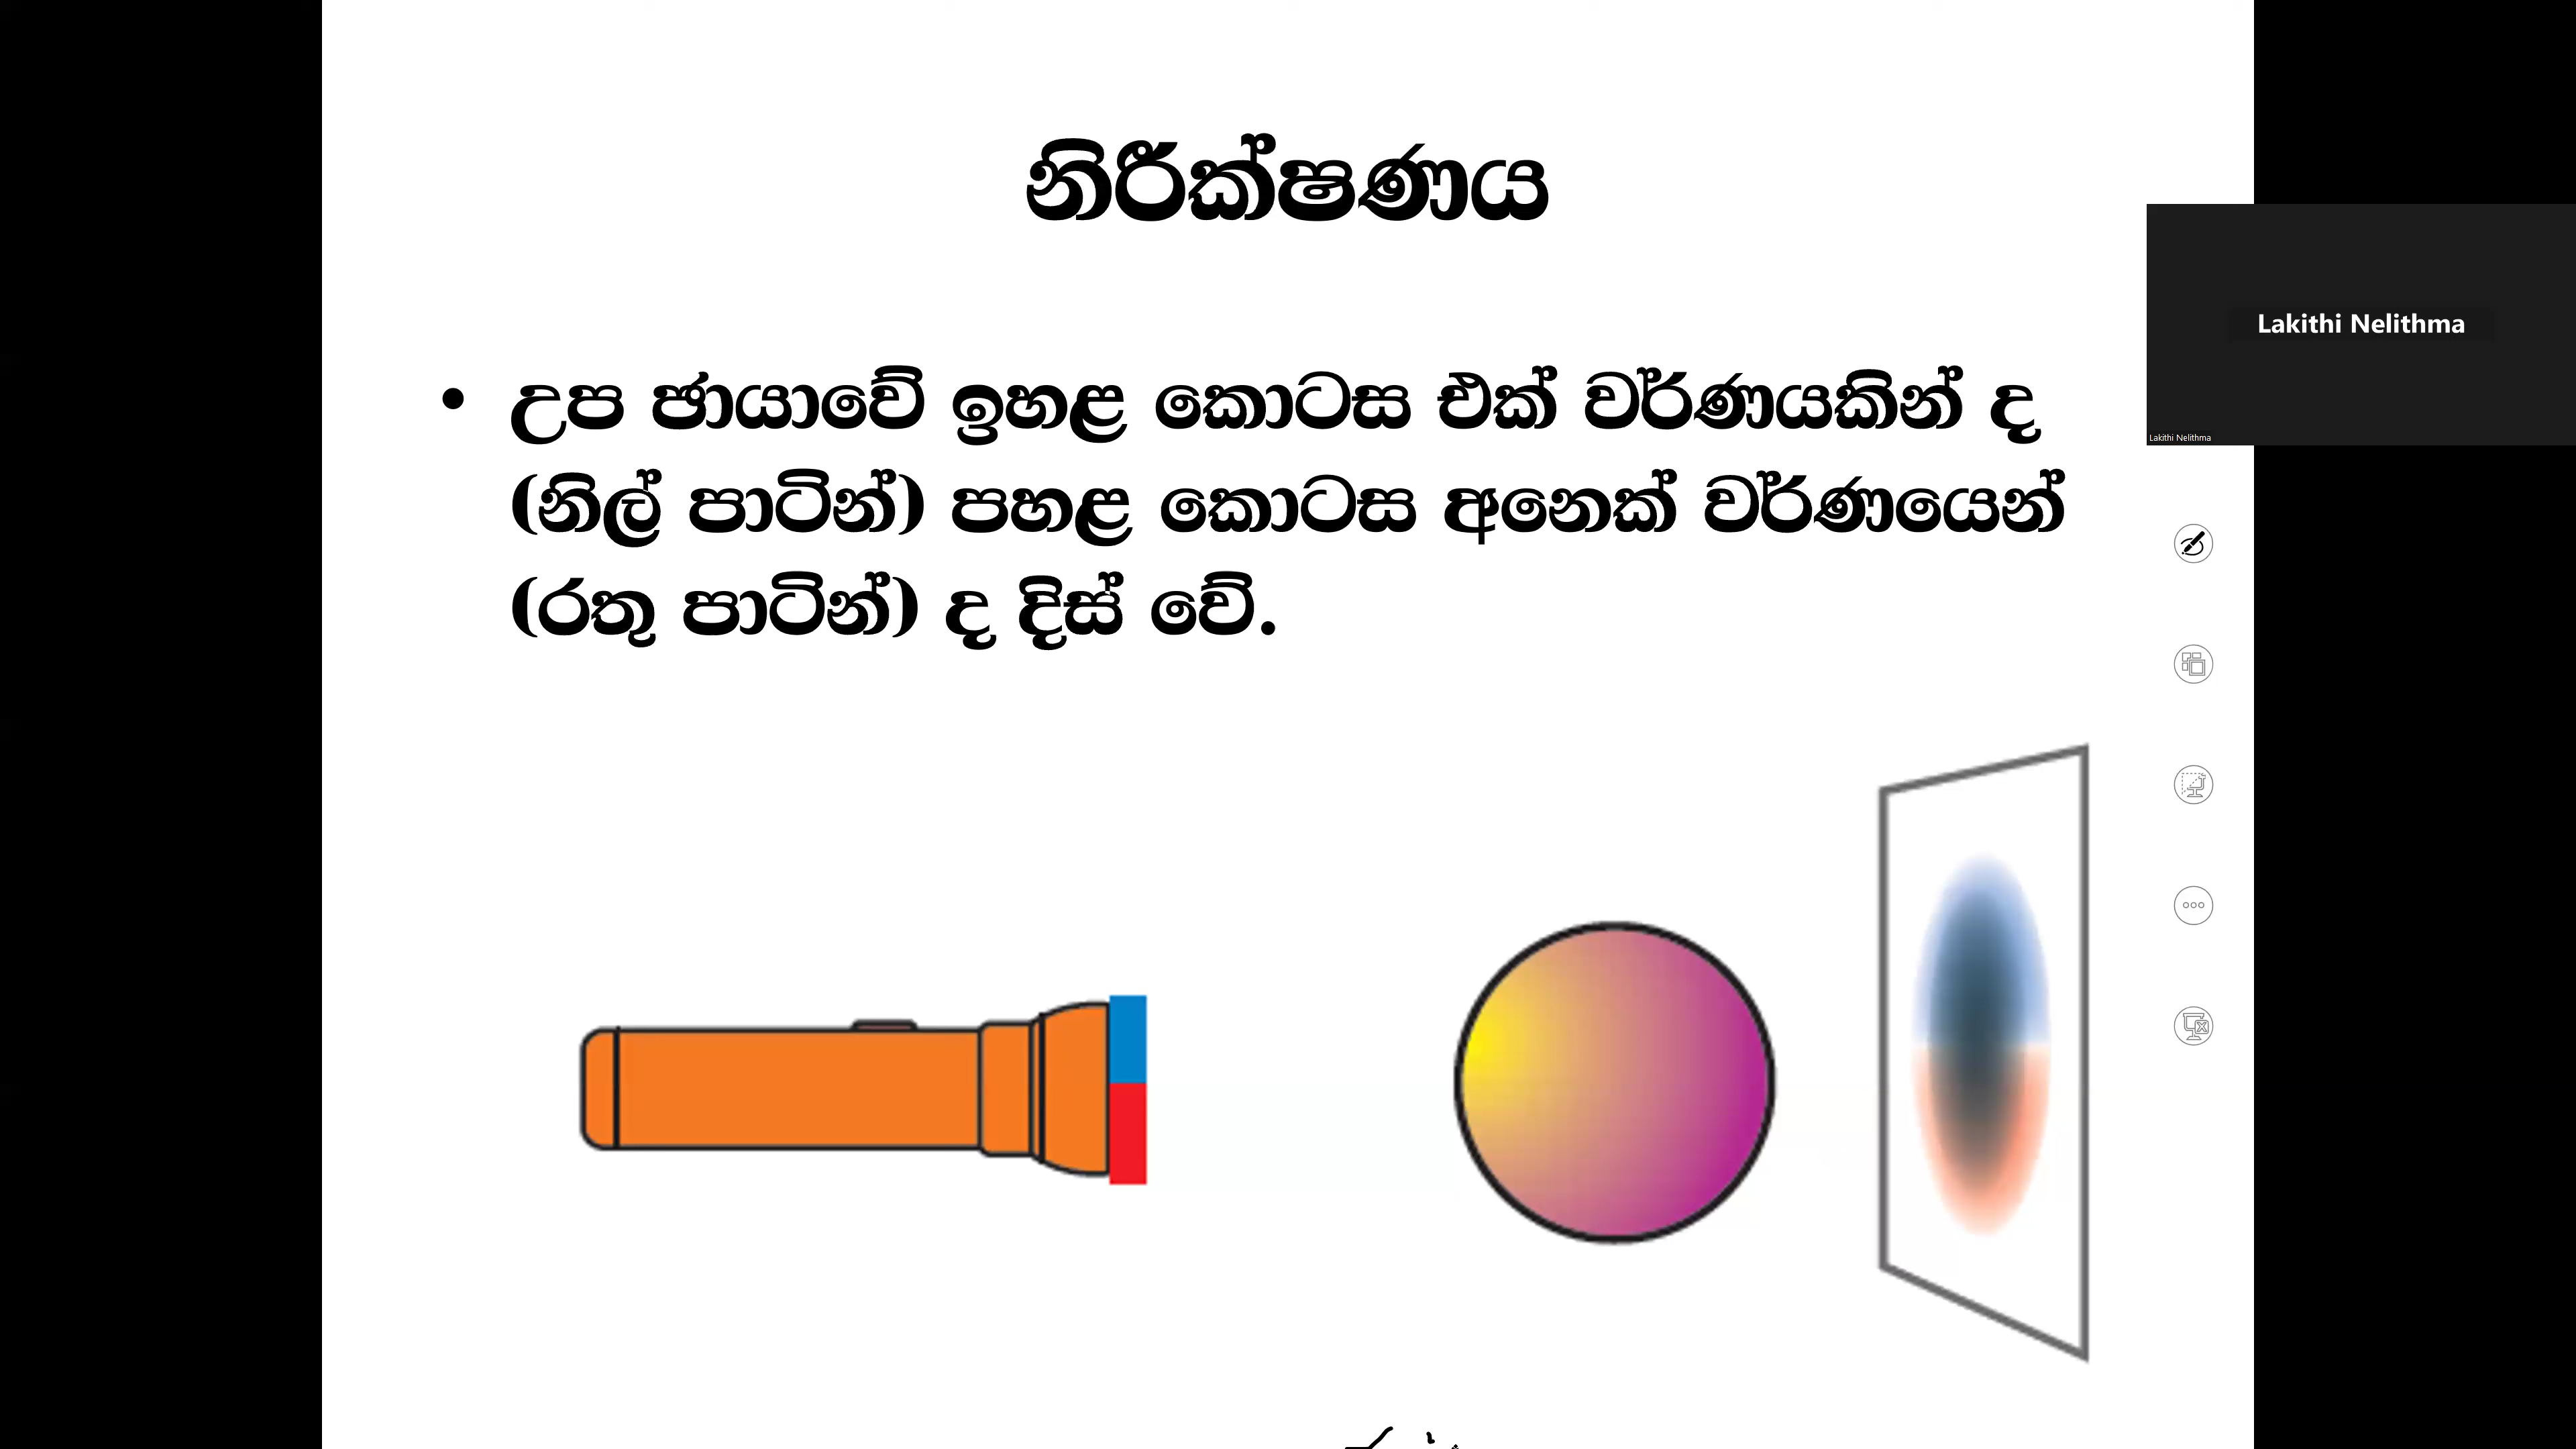 නිරීක්ෂණය
• උප ඡායාවේ ඉහළ කොටස එක් වර්ණයකින් ද
(නිල් පාටින්) පහළ කොටස අනෙක් වර්ණයෙන්
(රතු පාටින්) ද දිස් වේ.
Lakithi Nelithma
Lakithi Nelithma